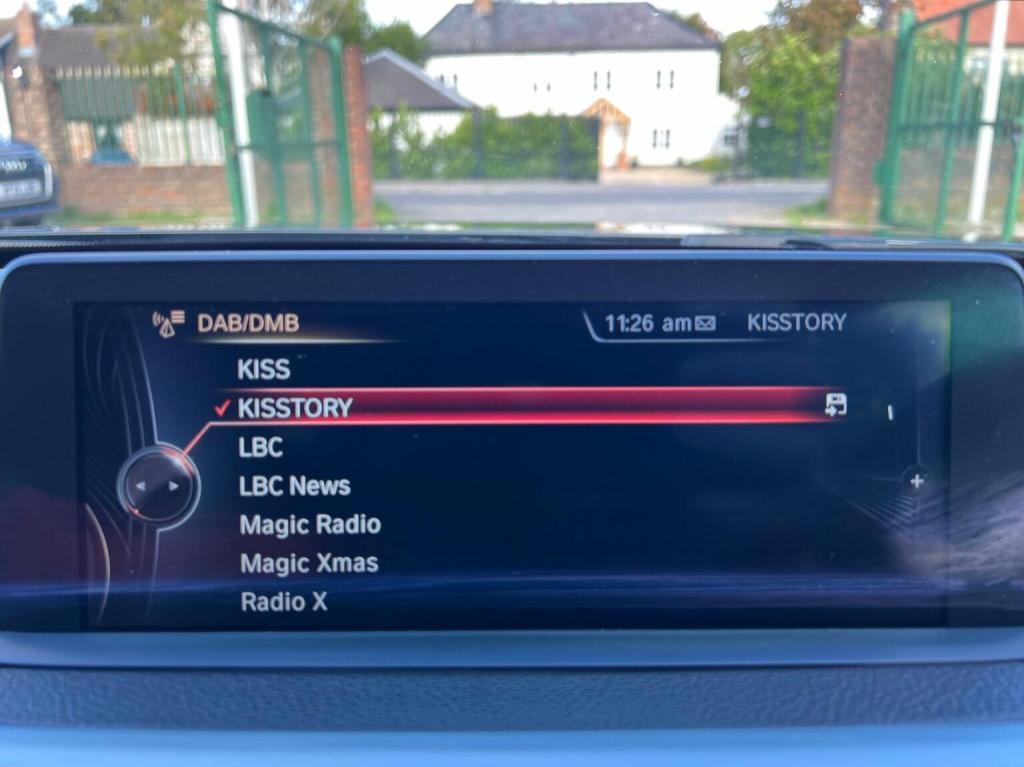 DAB/DMB 11:26 am KISSTORY
KISS
KISSTORY
LBC
LBC News
Magic Radio
Magic Xmas
Radio X